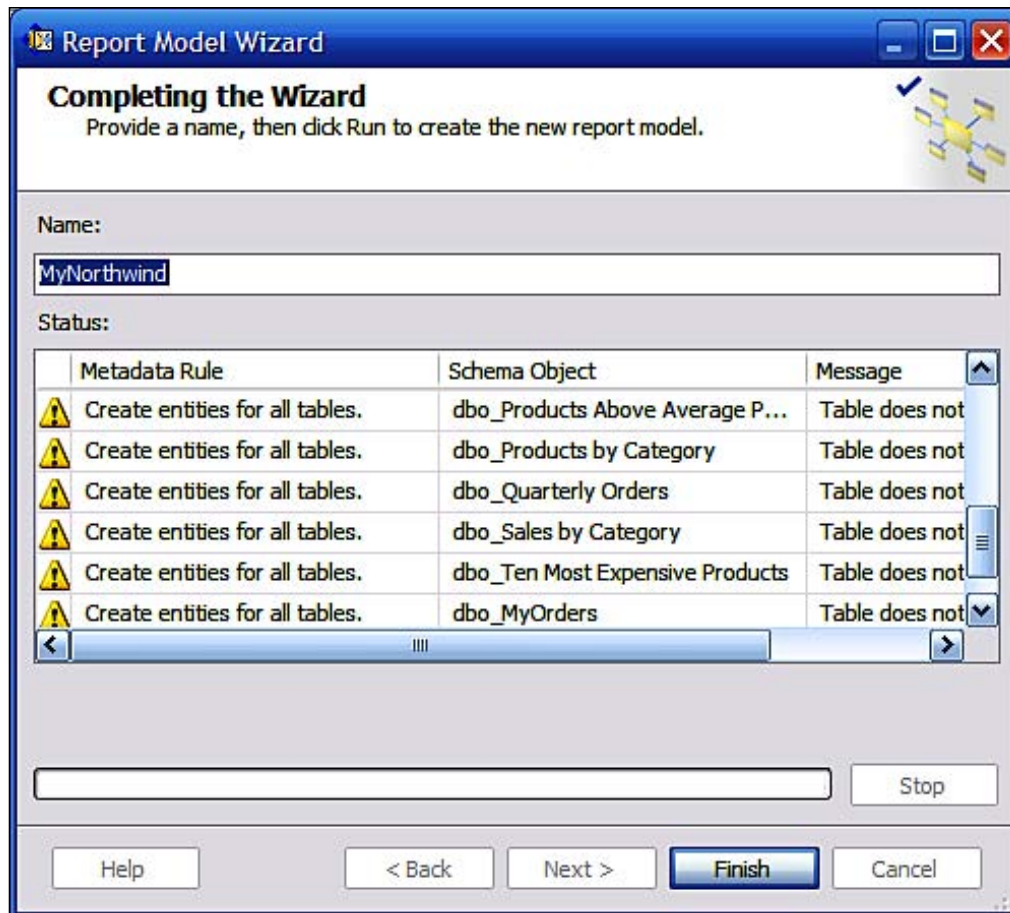 Report Model Wizard
Completing the Wizard
Provide a name, then click Run to create the new report model.
Name:
MyNorthwind
Status:
Metadata Rule Schema Object Message
Create entities for all tables. dbo_Products Above Average P... Table does not
Create entities for all tables. dbo_Products by Category Table does not
Create entities for all tables. dbo_Quarterly Orders Table does not
Create entities for all tables. dbo_Sales by Category Table does not
Create entities for all tables. dbo_Ten Most Expensive Products Table does not
Create entities for all tables. dbo_MyOrders Table does not
Stop
Help < Back Next > Finish Cancel